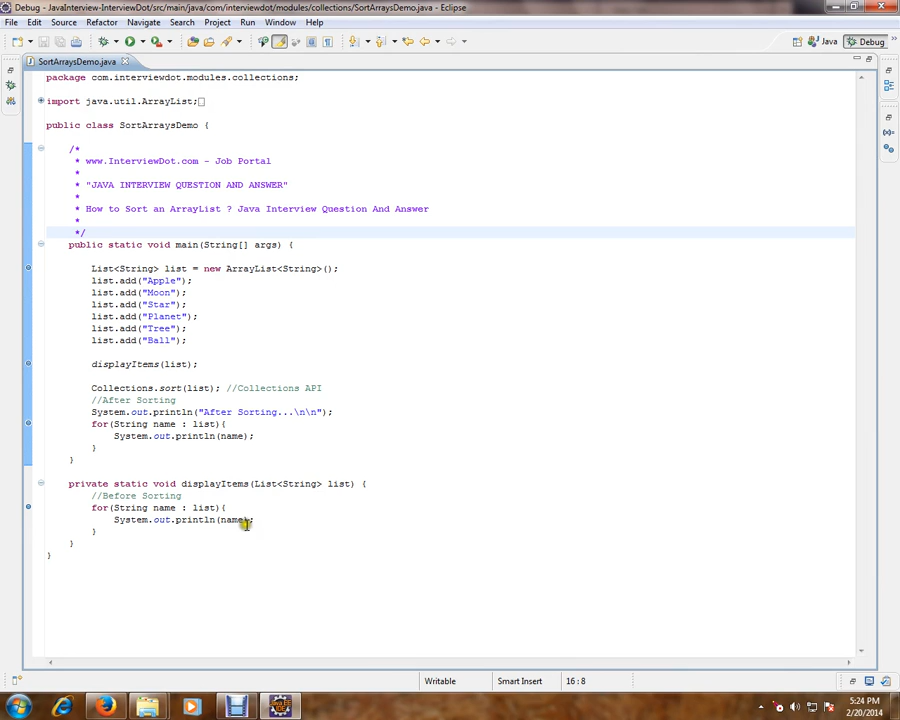 Debug - JavaInterview-InterviewDot/src/main/java/com/interviewdot/modules/collections/SortArraysDemo.java - Eclipse
File Edit Source Refactor Navigate Search Project Run Window Help
Java Debug
SortArraysDemo.java
package com.interviewdot.modules.collections;
import java.util.ArrayList;
public class SortArraysDemo {
/*
* www.InterviewDot.com - Job Portal
*
* "JAVA INTERVIEW QUESTION AND ANSWER"
*
* How to Sort an ArrayList ? Java Interview Question And Answer
*
*/
public static void main(String[] args) {
List<String> list = new ArrayList<String>();
list.add("Apple");
list.add("Moon");
list.add("Star");
list.add("Planet");
list.add("Tree");
list.add("Ball");
displayItems(list);
Collections.sort(list); //Collections API
//After Sorting
System.out.println("After Sorting...\n\n");
for(String name : list){
System.out.println(name);
}
}
private static void displayItems(List<String> list) {
//Before Sorting
for(String name : list){
System.out.println(name);
}
}
}
Writable Smart Insert 16 : 8
5:24 PM
2/20/2014